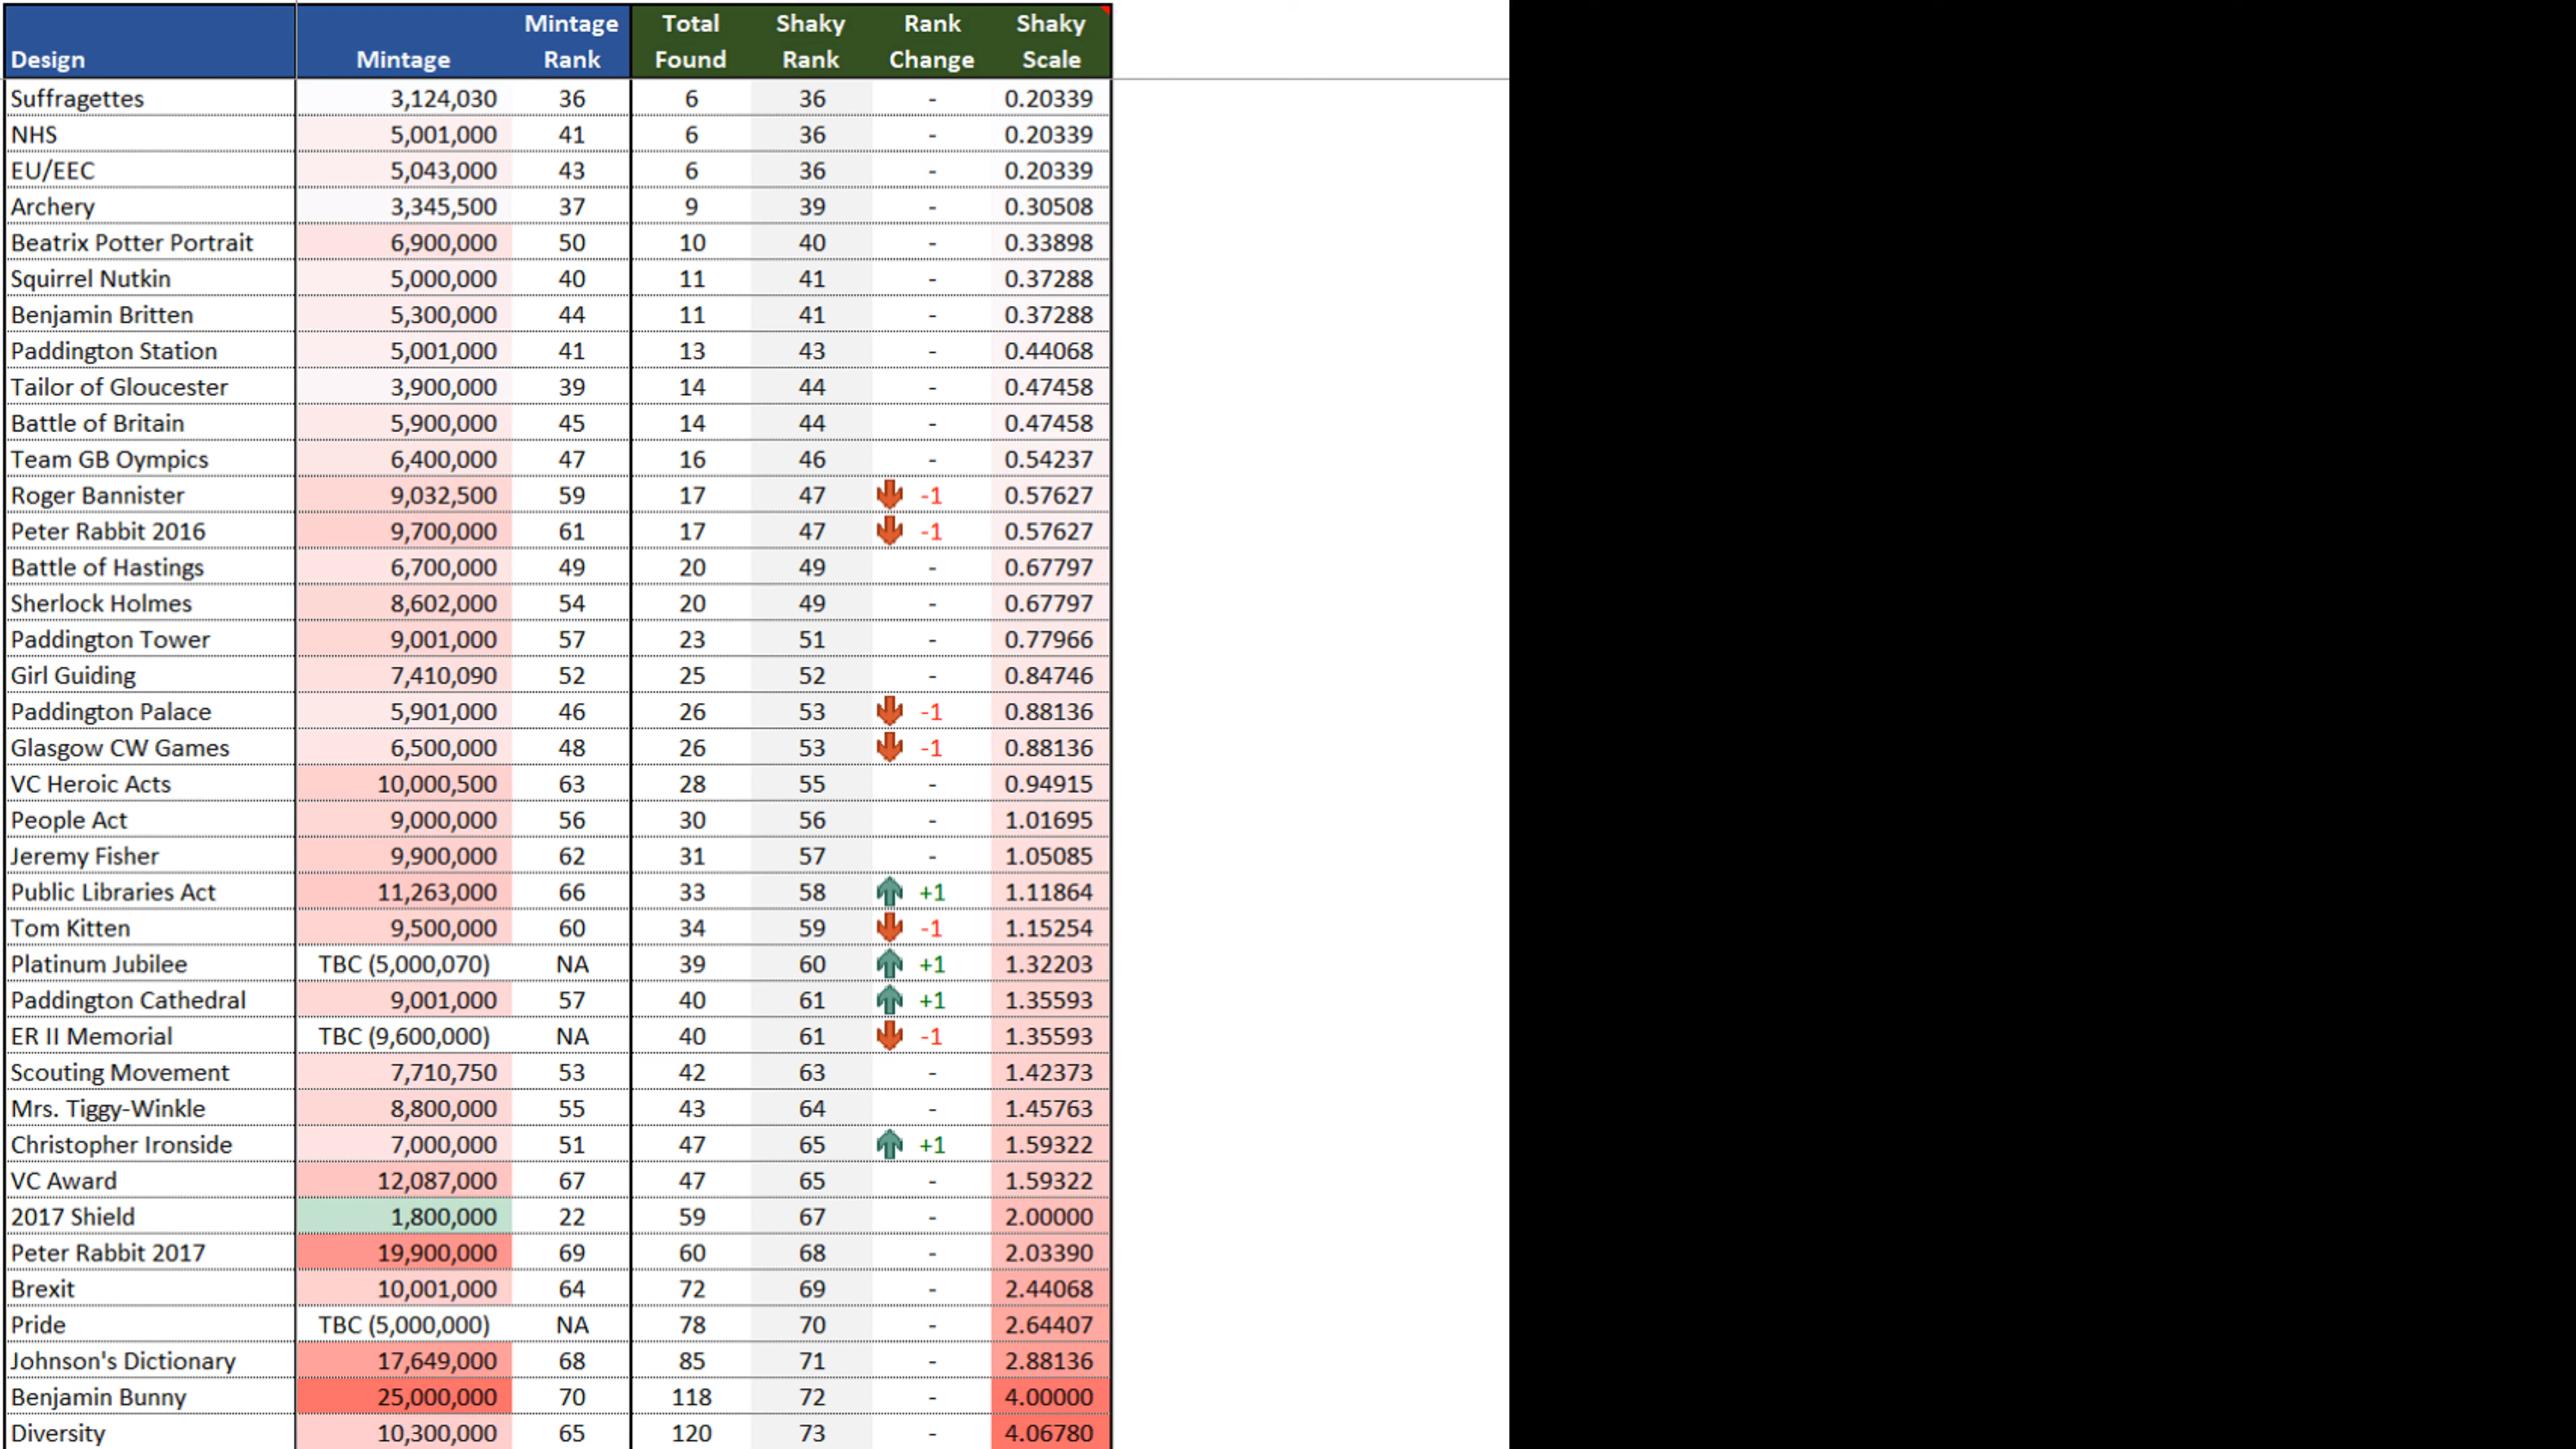 Design Mintage Mintage Rank Total Found Shaky Rank Rank Change Shaky Scale
Suffragettes 3,124,030 36 6 36 - 0.20339
NHS 5,001,000 41 6 36 - 0.20339
EU/EEC 5,043,000 43 6 36 - 0.20339
Archery 3,345,500 37 9 39 - 0.30508
Beatrix Potter Portrait 6,900,000 50 10 40 - 0.33898
Squirrel Nutkin 5,000,000 40 11 41 - 0.37288
Benjamin Britten 5,300,000 44 11 41 - 0.37288
Paddington Station 5,001,000 41 13 43 - 0.44068
Tailor of Gloucester 3,900,000 39 14 44 - 0.47458
Battle of Britain 5,900,000 45 14 44 - 0.47458
Team GB Oympics 6,400,000 47 16 46 - 0.54237
Roger Bannister 9,032,500 59 17 47 -1 0.57627
Peter Rabbit 2016 9,700,000 61 17 47 -1 0.57627
Battle of Hastings 6,700,000 49 20 49 - 0.67797
Sherlock Holmes 8,602,000 54 20 49 - 0.67797
Paddington Tower 9,001,000 57 23 51 - 0.77966
Girl Guiding 7,410,090 52 25 52 - 0.84746
Paddington Palace 5,901,000 46 26 53 -1 0.88136
Glasgow CW Games 6,500,000 48 26 53 -1 0.88136
VC Heroic Acts 10,000,500 63 28 55 - 0.94915
People Act 9,000,000 56 30 56 - 1.01695
Jeremy Fisher 9,900,000 62 31 57 - 1.05085
Public Libraries Act 11,263,000 66 33 58 +1 1.11864
Tom Kitten 9,500,000 60 34 59 -1 1.15254
Platinum Jubilee TBC (5,000,070) NA 39 60 +1 1.32203
Paddington Cathedral 9,001,000 57 40 61 +1 1.35593
ER II Memorial TBC (9,600,000) NA 40 61 -1 1.35593
Scouting Movement 7,710,750 53 42 63 - 1.42373
Mrs. Tiggy-Winkle 8,800,000 55 43 64 - 1.45763
Christopher Ironside 7,000,000 51 47 65 +1 1.59322
VC Award 12,087,000 67 47 65 - 1.59322
2017 Shield 1,800,000 22 59 67 - 2.00000
Peter Rabbit 2017 19,900,000 69 60 68 - 2.03390
Brexit 10,001,000 64 72 69 - 2.44068
Pride TBC (5,000,000) NA 78 70 - 2.64407
Johnson's Dictionary 17,649,000 68 85 71 - 2.88136
Benjamin Bunny 25,000,000 70 118 72 - 4.00000
Diversity 10,300,000 65 120 73 - 4.06780